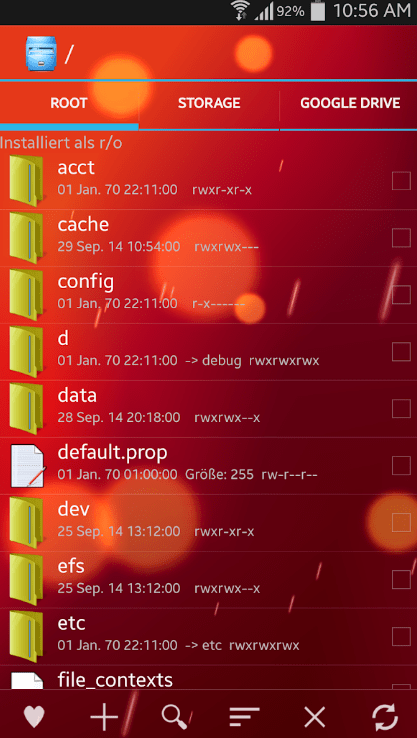 92% 10:56 AM
/
ROOT STORAGE GOOGLE DRIVE
Installiert als r/o
acct
01 Jan. 70 22:11:00 rwxr-xr-x
cache
29 Sep. 14 10:54:00 rwxrwx---
config
01 Jan. 70 22:11:00 r-x------
d
01 Jan. 70 22:11:00 -> debug rwxrwxrwx
data
28 Sep. 14 20:18:00 rwxrwx--x
default.prop
01 Jan. 70 01:00:00 Größe: 255 rw-r--r--
dev
25 Sep. 14 13:12:00 rwxr-xr-x
efs
25 Sep. 14 13:12:00 rwxrwx--x
etc
01 Jan. 70 22:11:00 -> etc rwxrwxrwx
file_contexts